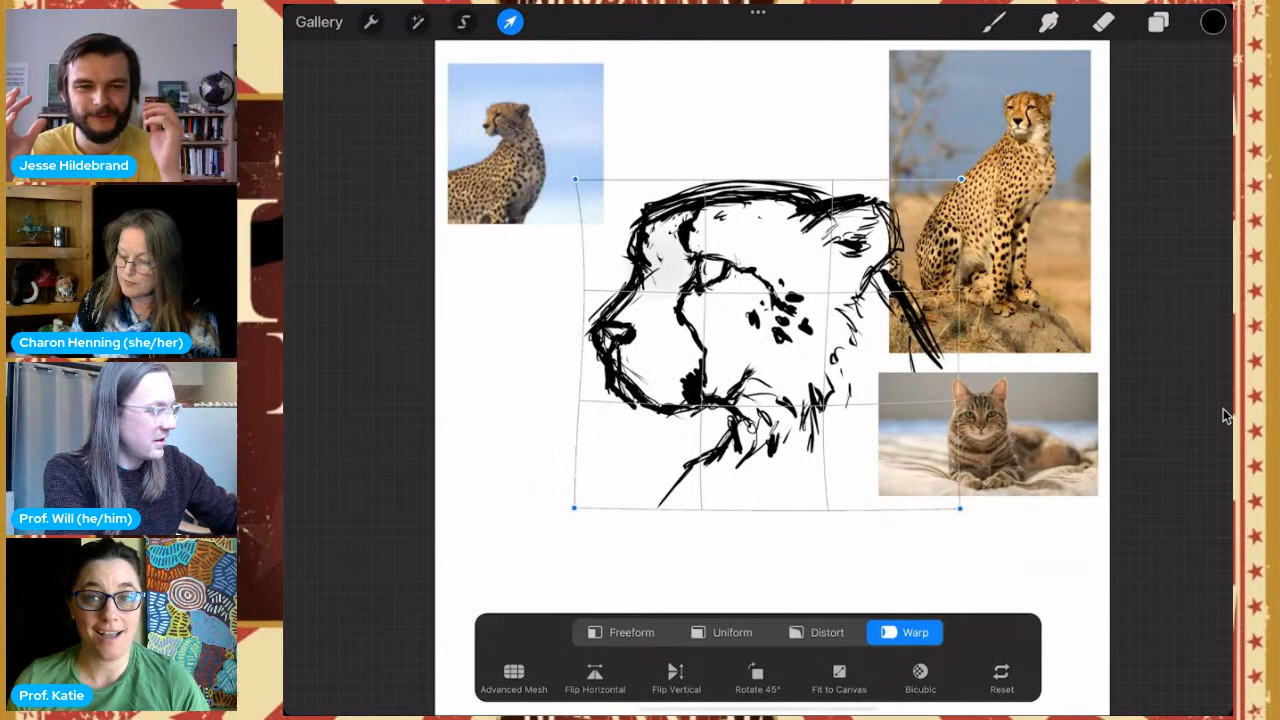 Gallery
Jesse Hildebrand
Charon Henning (she/her)
Prof. Will (he/him)
Prof. Katie
Freeform
Uniform
Distort
Warp
Advanced Mesh
Flip Horizontal
Flip Vertical
Rotate 45°
Fit to Canvas
Bicubic
Reset